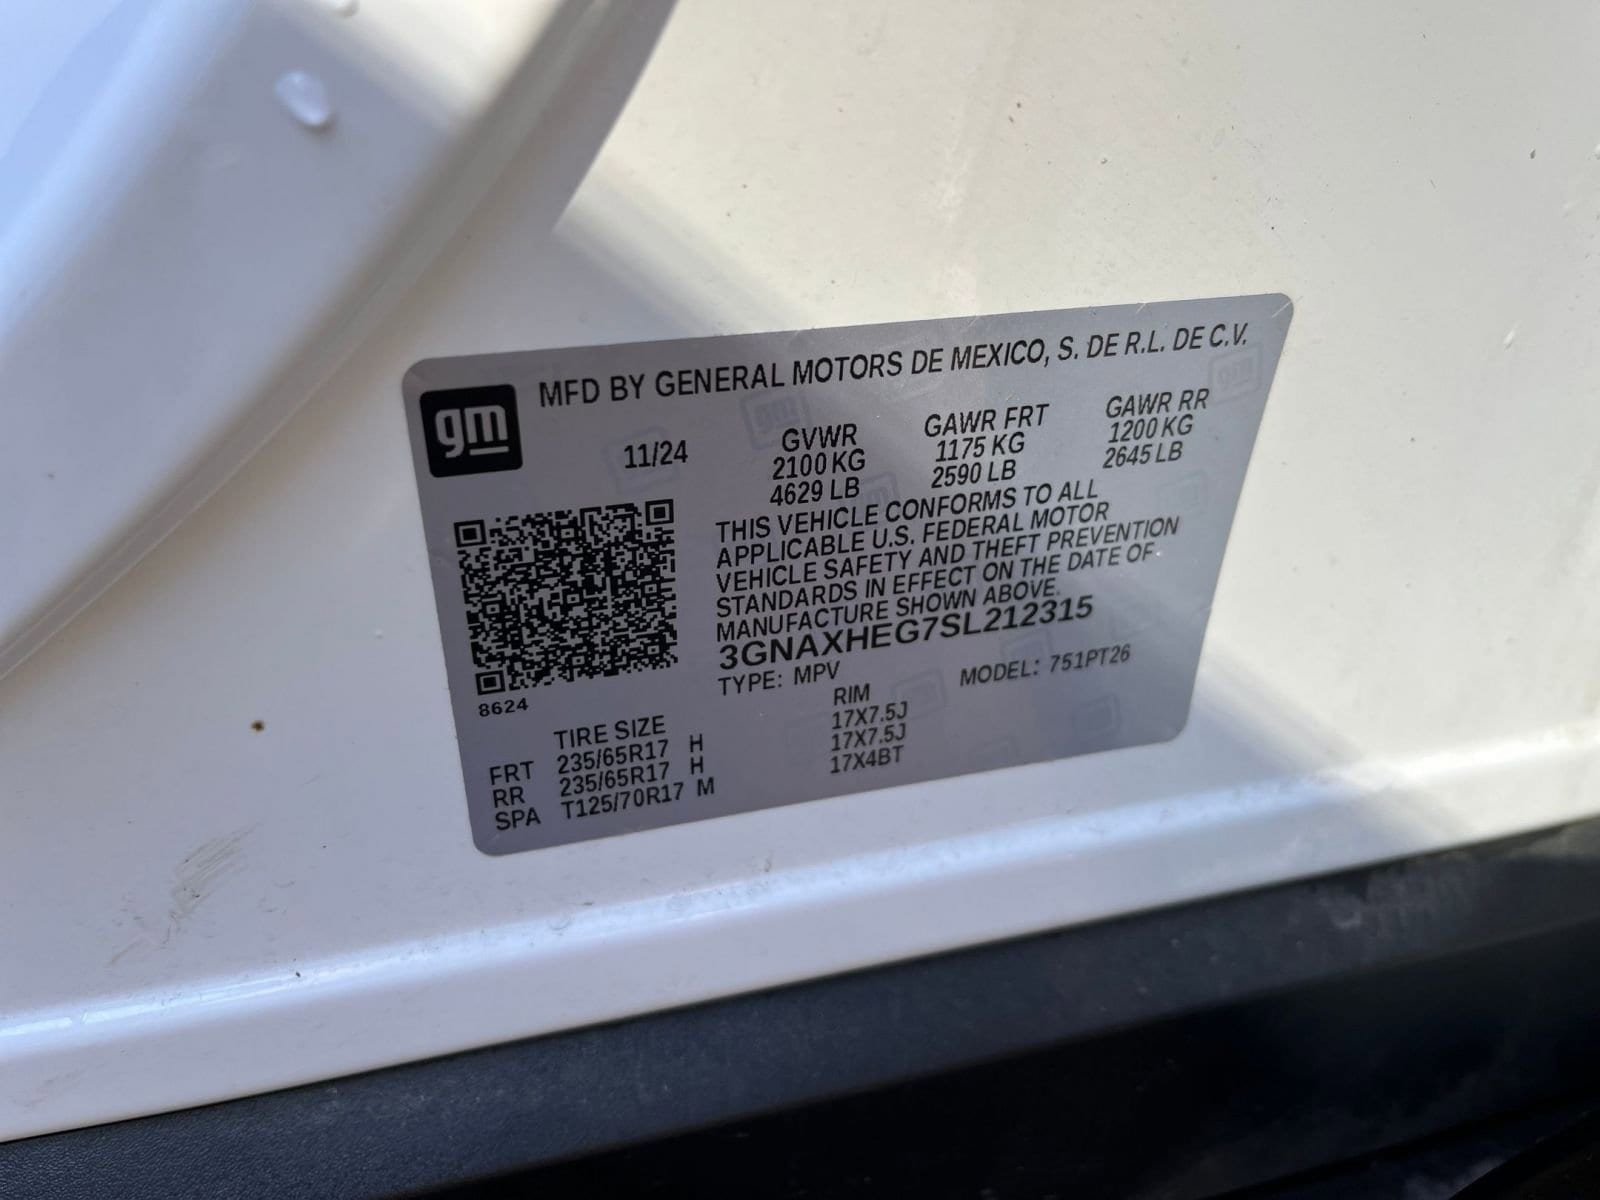 MFD BY GENERAL MOTORS DE MEXICO, S. DE R.L. DE C.V.
gm
11/24
GVWR GAWR FRT GAWR RR
2100 KG 1175 KG 1200 KG
4629 LB 2590 LB 2645 LB
THIS VEHICLE CONFORMS TO ALL
APPLICABLE U.S. FEDERAL MOTOR
VEHICLE SAFETY AND THEFT PREVENTION
STANDARDS IN EFFECT ON THE DATE OF
MANUFACTURE SHOWN ABOVE.
3GNAXHEG7SL212315
TYPE: MPV MODEL: 751PT26
8624
TIRE SIZE RIM
FRT 235/65R17 H 17X7.5J
RR 235/65R17 H 17X7.5J
SPA T125/70R17 M 17X4BT